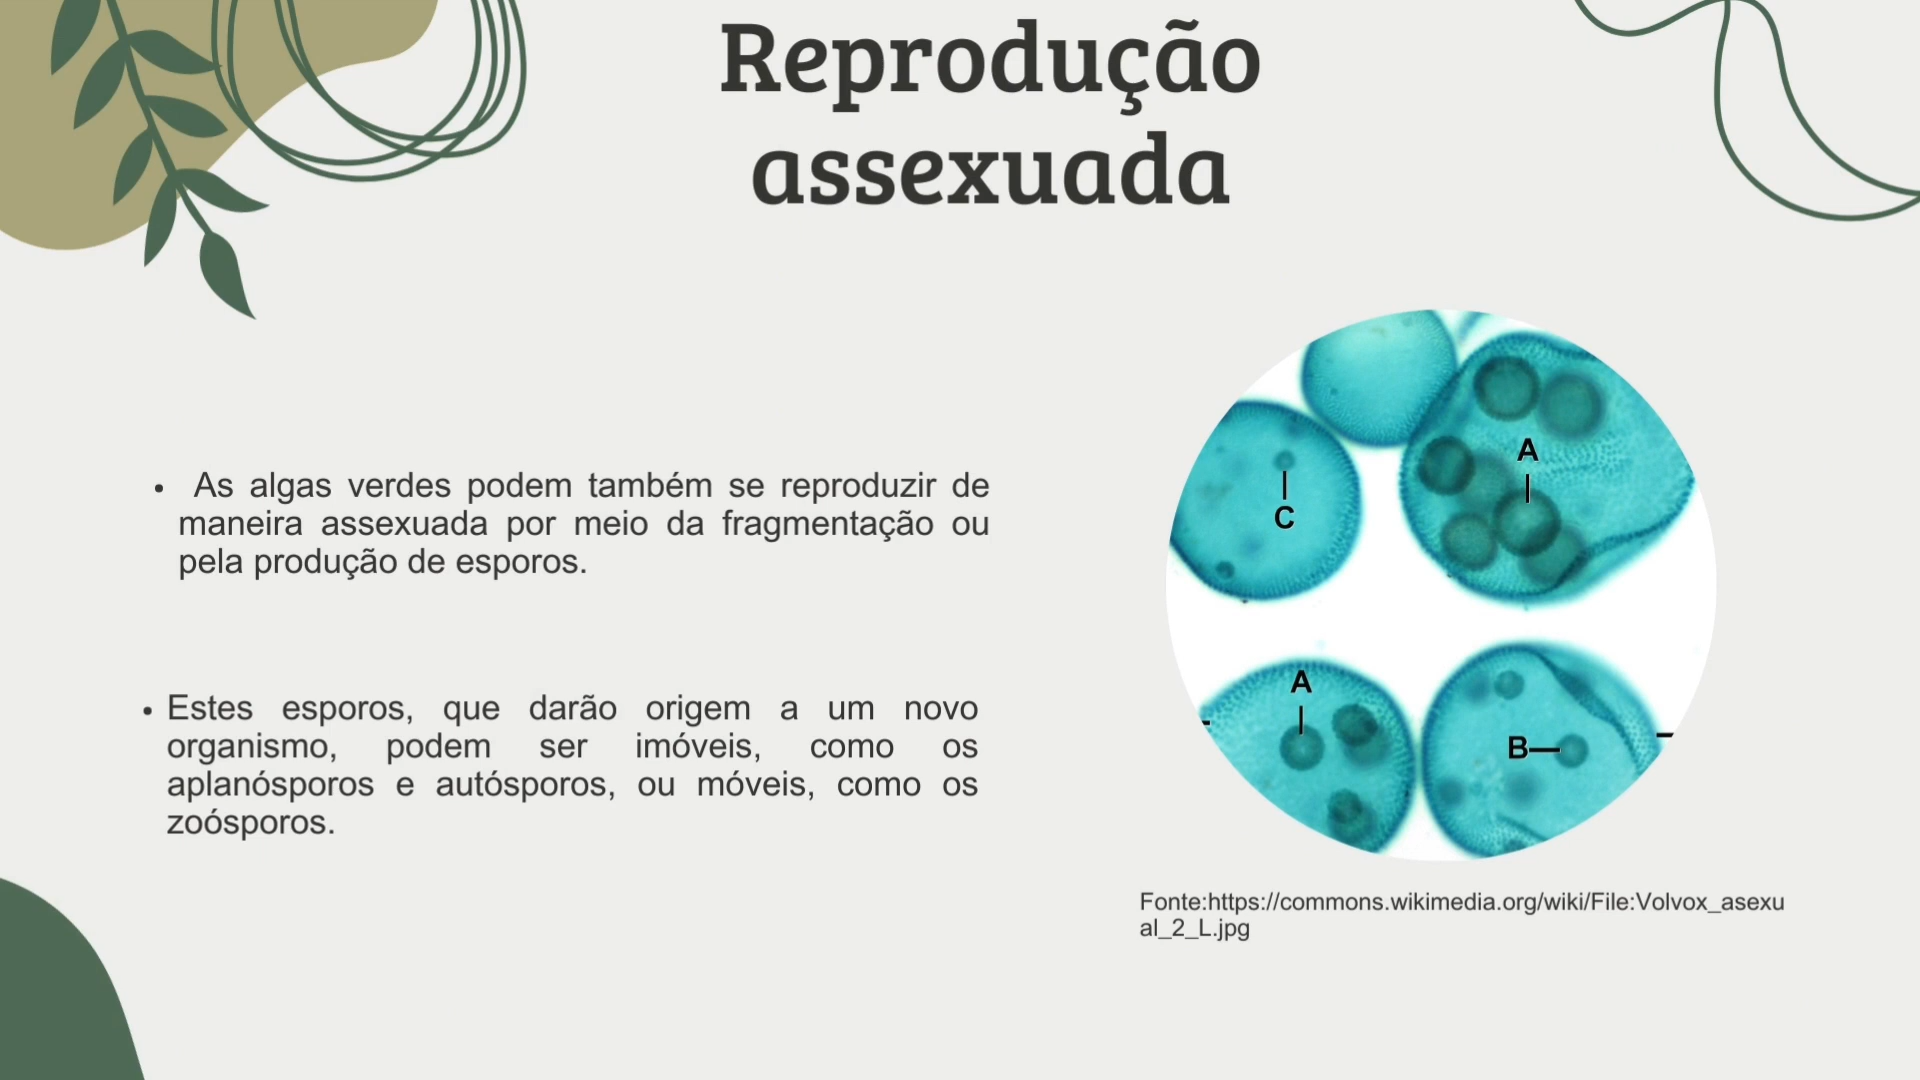 Reprodução
assexuada
• As algas verdes podem também se reproduzir de
maneira assexuada por meio da fragmentação ou
pela produção de esporos.
• Estes esporos, que darão origem a um novo
organismo, podem ser imóveis, como os
aplanósporos e autósporos, ou móveis, como os
zoósporos.
A
C
A
B
Fonte:https://commons.wikimedia.org/wiki/File:Volvox_asexu
al_2_L.jpg